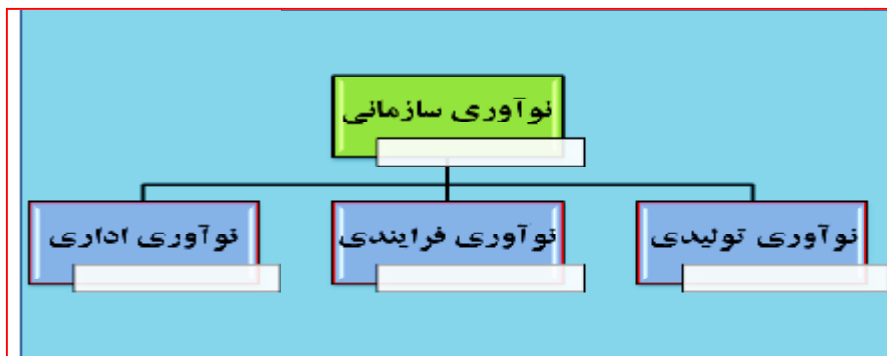 نوآوری سازمانی
نوآوری تولیدی
نوآوری فرایندی
نوآوری اداری